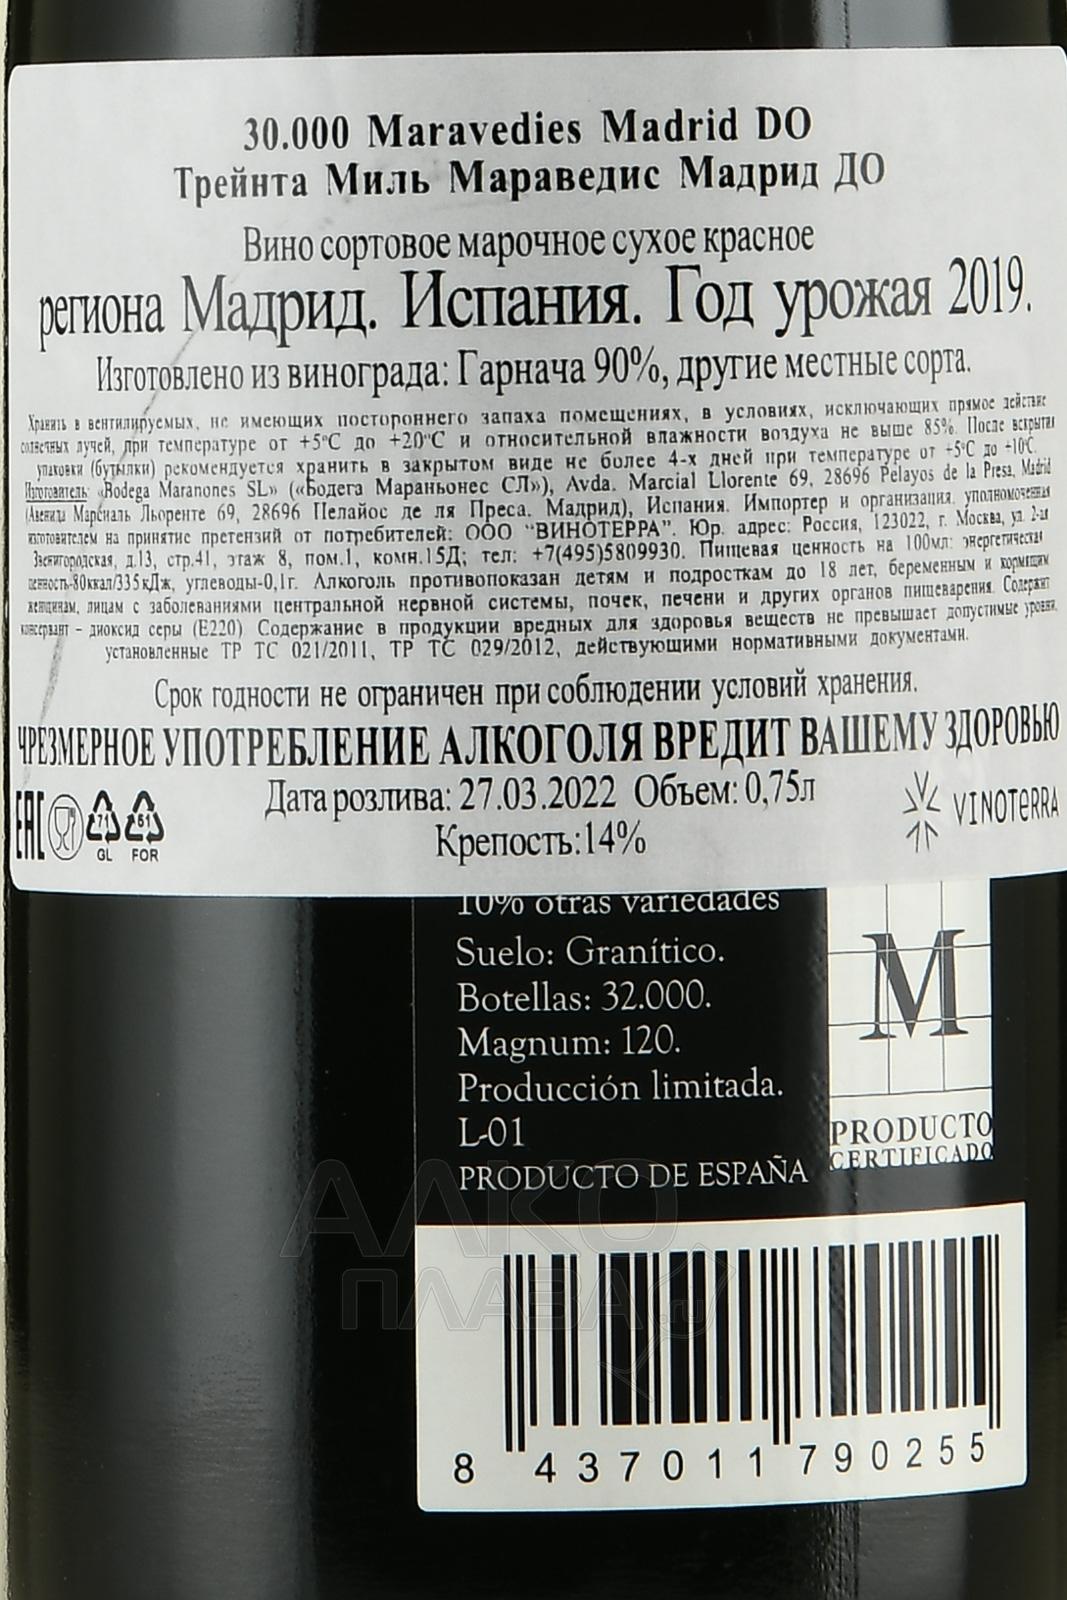 30.000 Maravedies Madrid DO
Трейнта Миль Мараведис Мадрид ДО
Вино сортовое марочное сухое красное
региона Мадрид. Испания. Год урожая 2019.
Изготовлено из винограда: Гарнача 90%, другие местные сорта.
Хранить в вентилируемых, не имеющих постороннего запаха помещениях, в условиях, исключающих прямое действие
солнечных лучей, при температуре от +5°С до +20°С и относительной влажности воздуха не выше 85%. После вскрытия
упаковки (бутылки) рекомендуется хранить в закрытом виде не более 4-х дней при температуре от +5°С до +10°С.
Изготовитель: «Bodega Maranones SL» («Бодега Мараньонес СЛ»), Avda. Marcial Llorente 69, 28696 Pelayos de la Presa, Madrid
(Авенида Марсиаль Льоренте 69, 28696 Пелайос де ля Преса. Мадрид), Испания. Импортер и организация, уполномоченная
изготовителем на принятие претензий от потребителей: ООО "ВИНОТЕРРА". Юр. адрес: Россия, 123022, г. Москва, ул. 2-ая
Звенигородская, д.13, стр.41, этаж 8, пом.1, комн.15Д; тел: +7(495)5809930. Пищевая ценность на 100мл: энергетическая
ценность-80ккал/335кДж, углеводы-0,1г. Алкоголь противопоказан детям и подросткам до 18 лет, беременным и кормящим
женщинам, лицам с заболеваниями центральной нервной системы, почек, печени и других органов пищеварения. Содержит
консервант - диоксид серы (Е220) Содержание в продукции вредных для здоровья веществ не превышает допустимые уровни,
установленные ТР ТС 021/2011, ТР ТС 029/2012, действующими нормативными документами.
Срок годности не ограничен при соблюдении условий хранения.
ЧРЕЗМЕРНОЕ УПОТРЕБЛЕНИЕ АЛКОГОЛЯ ВРЕДИТ ВАШЕМУ ЗДОРОВЬЮ
Дата розлива: 27.03.2022 Объем: 0,75л
Крепость:14%
EAC
71
GL
61
FOR
VINOTERRA
10% otras variedades
Suelo: Granítico.
Botellas: 32.000.
Magnum: 120.
Producción limitada.
L-01
PRODUCTO DE ESPAÑA
M
PRODUCTO
CERTIFICADO
АЛКО
ПЛАВА.ru
8 437011 790255